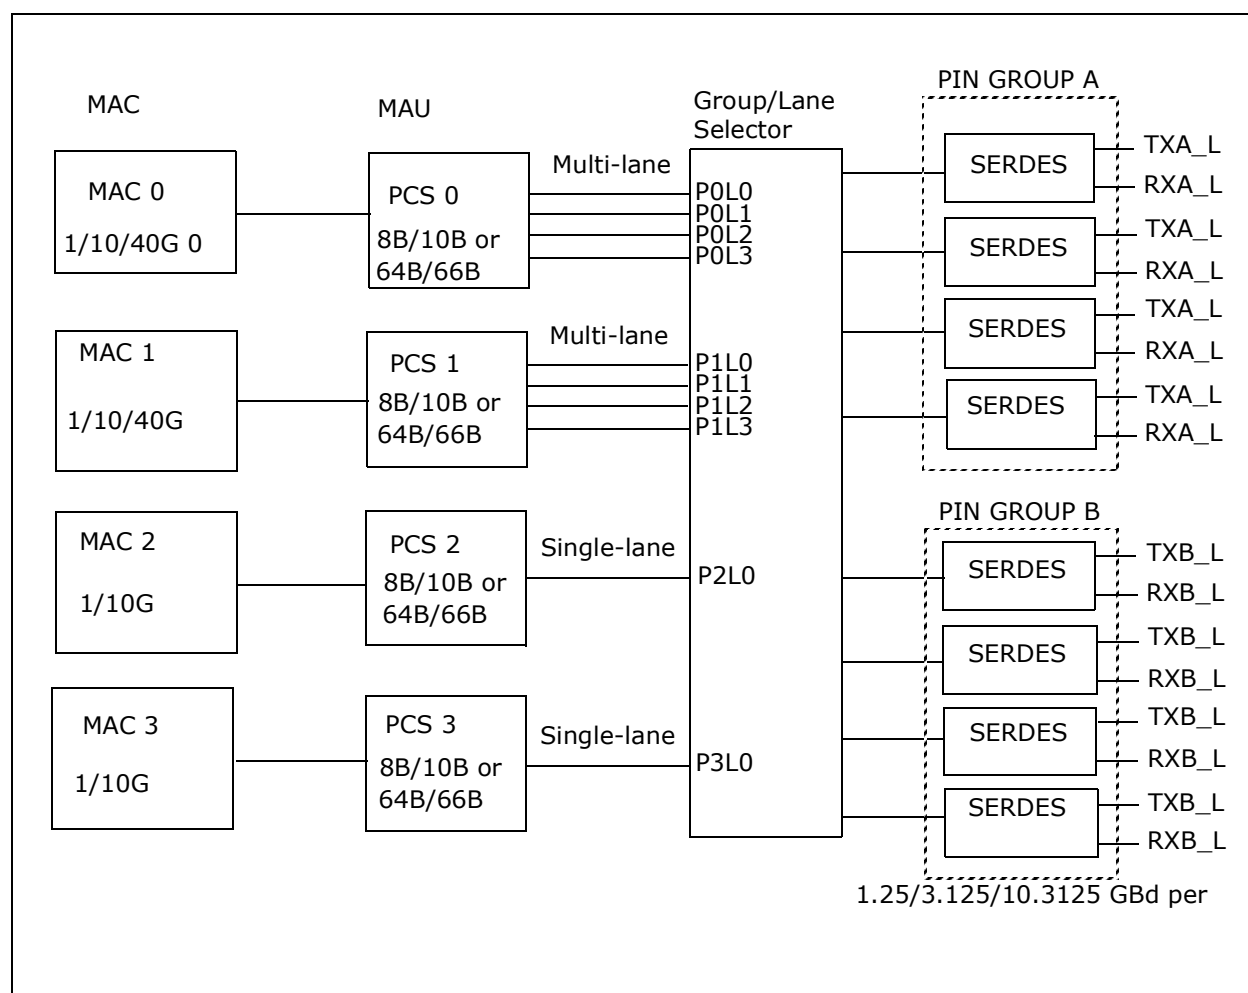 MAC
MAU
Group/Lane
Selector
PIN GROUP A
MAC 0
1/10/40G 0
PCS 0
8B/10B or
64B/66B
Multi-lane
P0L0
P0L1
P0L2
P0L3
SERDES
TXA_L
RXA_L
SERDES
TXA_L
RXA_L
SERDES
TXA_L
RXA_L
SERDES
TXA_L
RXA_L
MAC 1
1/10/40G
PCS 1
8B/10B or
64B/66B
Multi-lane
P1L0
P1L1
P1L2
P1L3
PIN GROUP B
MAC 2
1/10G
PCS 2
8B/10B or
64B/66B
Single-lane
P2L0
SERDES
TXB_L
RXB_L
SERDES
TXB_L
RXB_L
MAC 3
1/10G
PCS 3
8B/10B or
64B/66B
Single-lane
P3L0
SERDES
TXB_L
RXB_L
SERDES
TXB_L
RXB_L
1.25/3.125/10.3125 GBd per